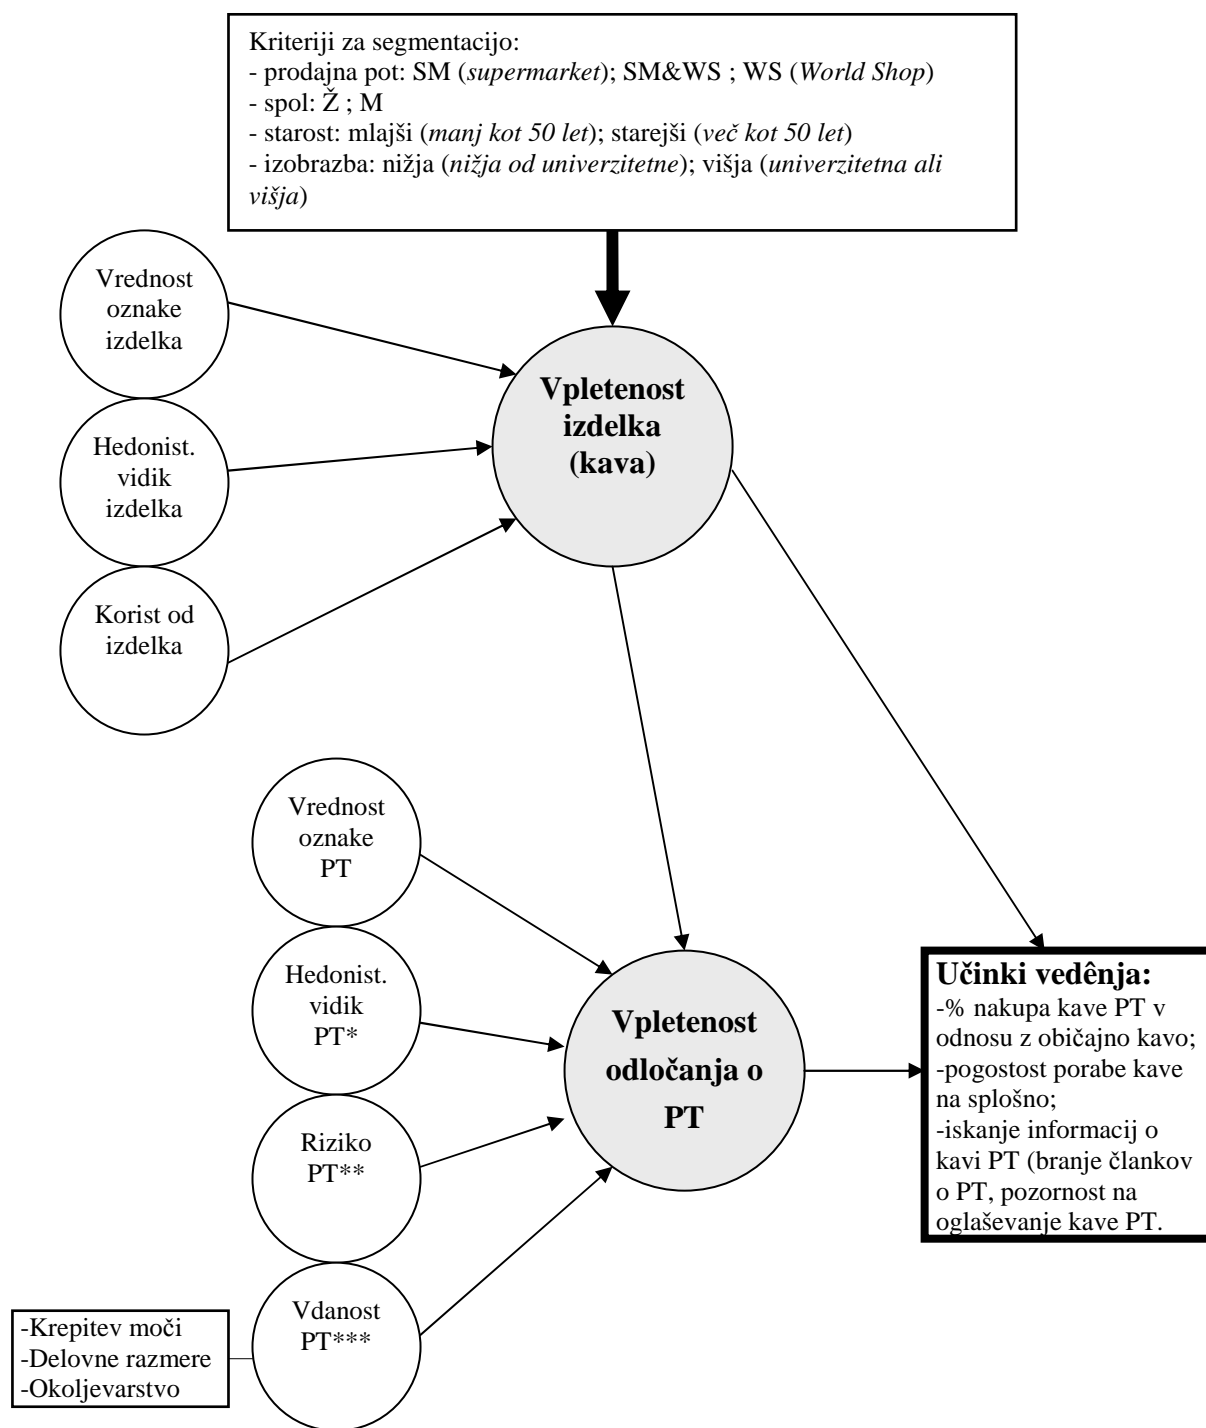 Kriteriji za segmentacijo:
- prodajna pot: SM (supermarket); SM&WS ; WS (World Shop)
- spol: Ž ; M
- starost: mlajši (manj kot 50 let); starejši (več kot 50 let)
- izobrazba: nižja (nižja od univerzitetne); višja (univerzitetna ali
višja)
Vrednost
oznake
izdelka
Hedonist.
vidik
izdelka
Korist od
izdelka
Vpletenost
izdelka
(kava)
Vrednost
oznake
PT
Hedonist.
vidik
PT*
Riziko
PT**
Vdanost
PT***
-Krepitev moči
-Delovne razmere
-Okoljevarstvo
Vpletenost
odločanja o
PT
Učinki vedênja:
-% nakupa kave PT v
odnosu z običajno kavo;
-pogostost porabe kave
na splošno;
-iskanje informacij o
kavi PT (branje člankov
o PT, pozornost na
oglaševanje kave PT.